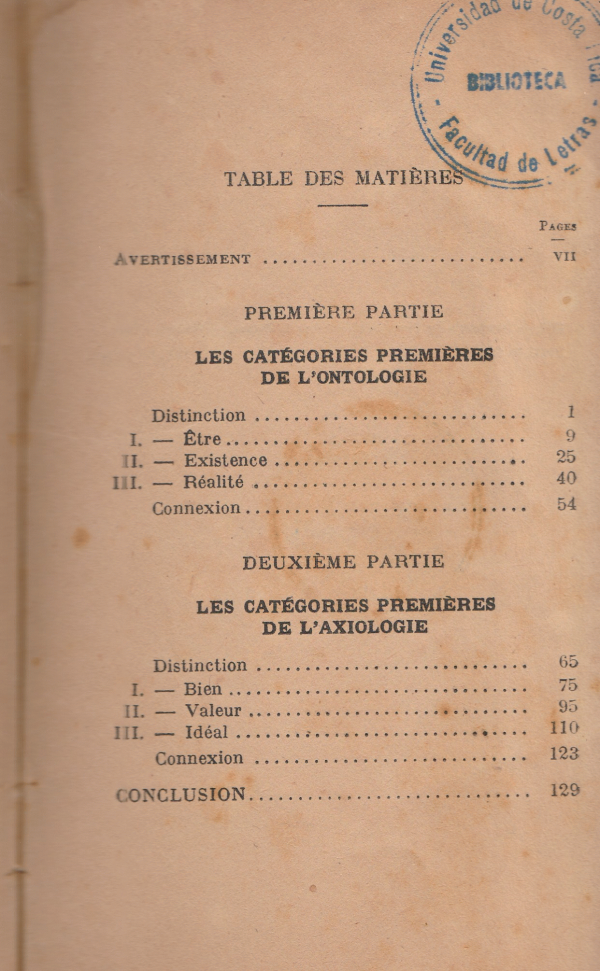 Universidad de Costa Rica
BIBLIOTECA
Facultad de Letras
TABLE DES MATIÈRES
PAGES
AVERTISSEMENT .......................... VII
PREMIÈRE PARTIE
LES CATÉGORIES PREMIÈRES
DE L'ONTOLOGIE
Distinction ............................ 1
I. — Être ............................... 9
II. — Existence .......................... 25
III. — Réalité ............................ 40
Connexion ............................. 54
DEUXIÈME PARTIE
LES CATÉGORIES PREMIÈRES
DE L'AXIOLOGIE
Distinction ............................ 65
I. — Bien ............................... 75
II. — Valeur ............................. 95
III. — Idéal .............................. 110
Connexion ............................ 123
CONCLUSION ............................. 129